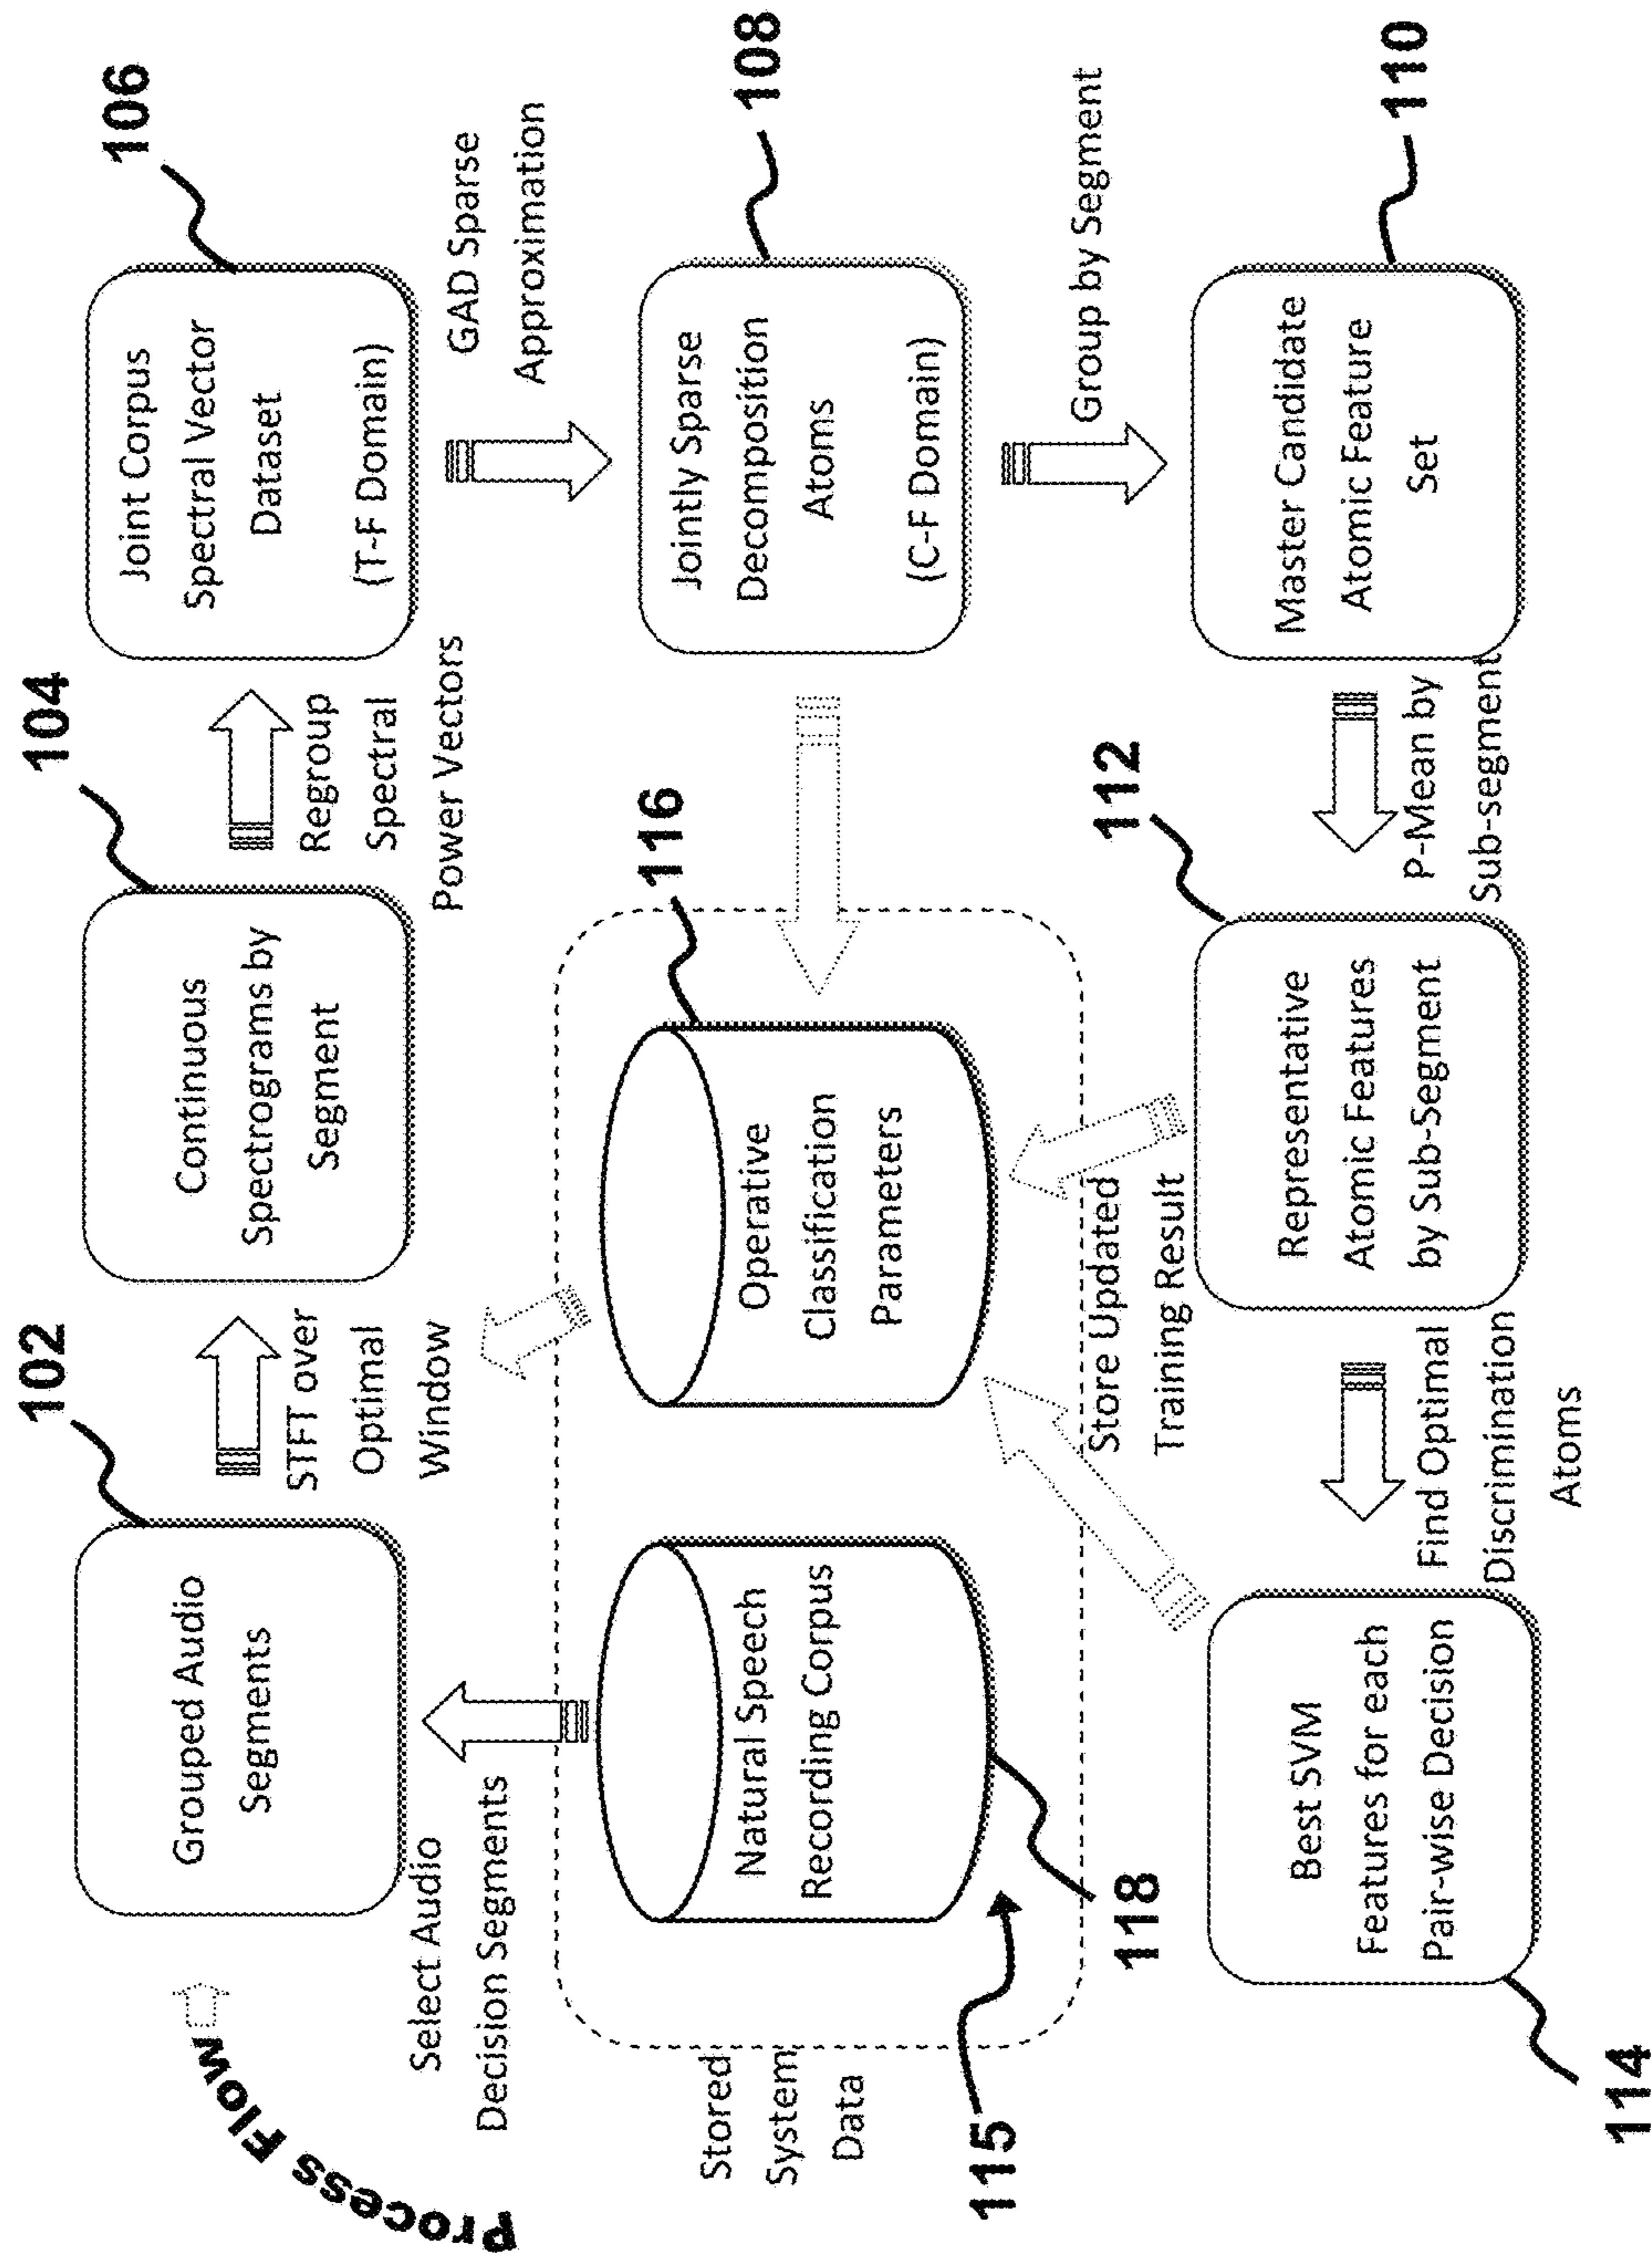 Process Flow
102
Grouped Audio
Segments
STFT over
Optimal
Window
104
Continuous
Spectrograms by
Segment
Regroup
Spectral
Power Vectors
106
Joint Corpus
Spectral Vector
Dataset
(T-F Domain)
GAD Sparse
Approximation
108
Jointly Sparse
Decomposition
Atoms
(C-F Domain)
Group by Segment
110
Master Candidate
Atomic Feature
Set
P-Mean by
Sub-segment
112
Representative
Atomic Features
by Sub-Segment
Find Optimal
Discrimination
Atoms
114
Best SVM
Features for each
Pair-wise Decision
Select Audio
Decision Segments
Stored
System
Data
115
Natural Speech
Recording Corpus
118
116
Operative
Classification
Parameters
Store Updated
Training Result